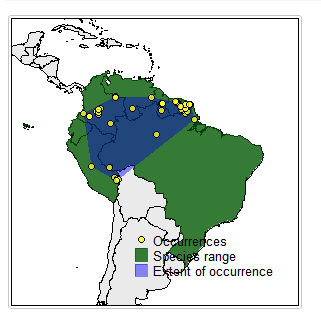 Occurrences
Species range
Extent of occurrence